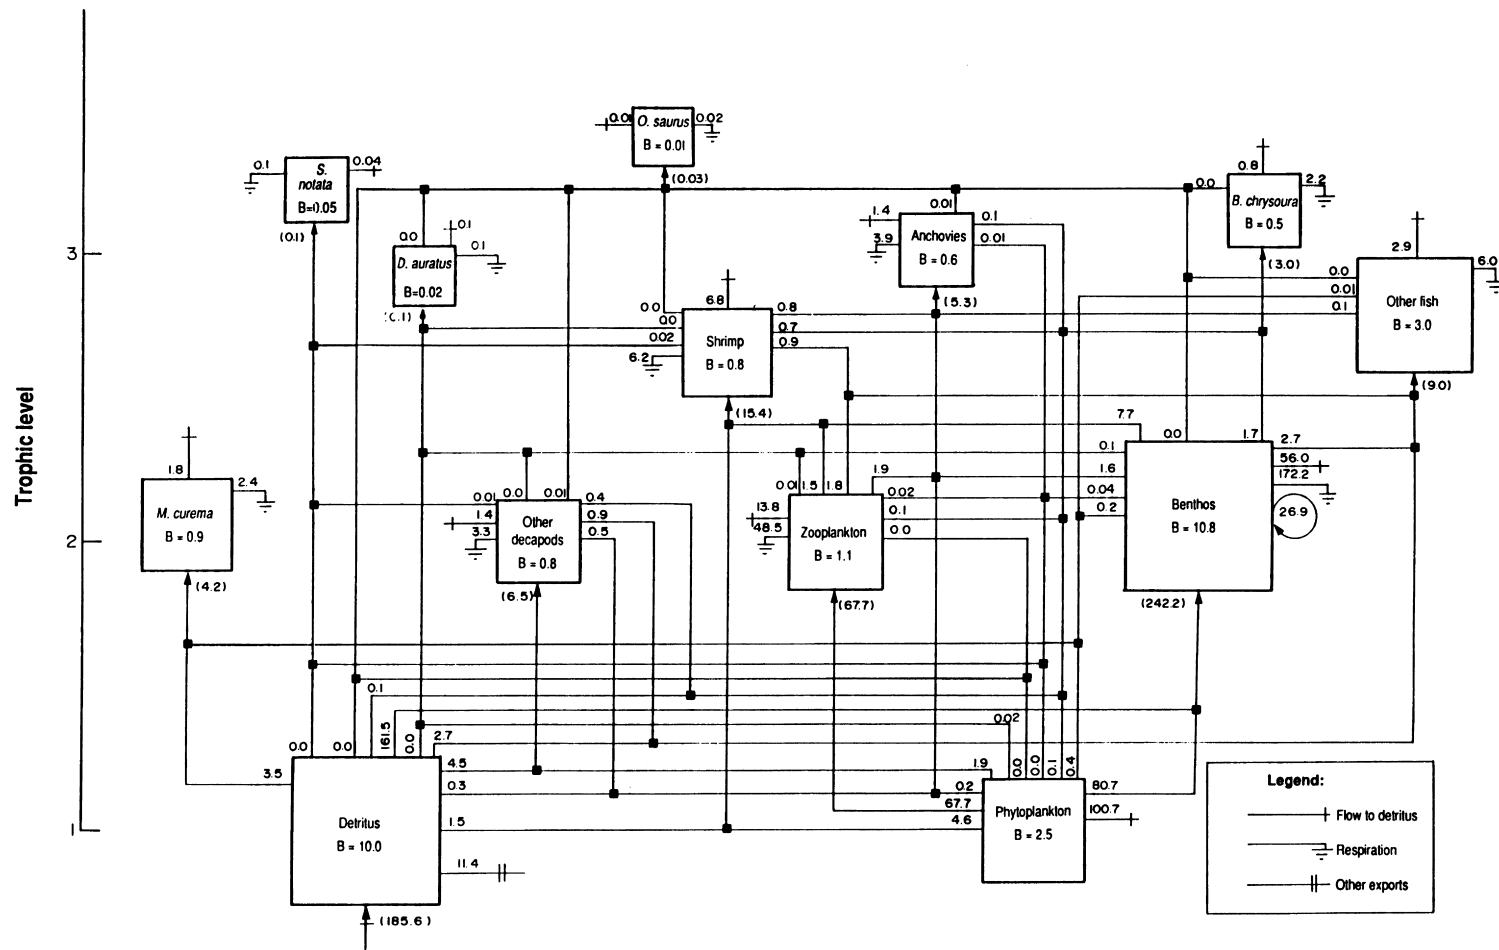 Trophic level
3
2
1
0.01
O. saurus
B = 0.01
0.02
(0.03)
0.1
S.
notata
B=0.05
0.04
(0.1)
0.0
D. auratus
B=0.02
0.1
0.1
(0.1)
1.4
3.9
0.01
Anchovies
B = 0.6
0.1
0.01
(5.3)
0.0
0.8
B. chrysoura
B = 0.5
2.2
(3.0)
2.9
0.0
0.01
0.1
Other fish
B = 3.0
6.0
(9.0)
6.8
0.0
0.0
0.02
6.2
Shrimp
B = 0.8
0.8
0.7
0.9
(15.4)
1.8
M. curema
B = 0.9
2.4
(4.2)
0.01
0.0
0.01
0.4
1.4
3.3
Other
decapods
B = 0.8
0.9
0.5
(6.5)
0.01
1.5
1.8
1.9
13.8
48.5
Zooplankton
B = 1.1
0.02
0.1
0.0
(67.7)
7.7
0.1
1.6
0.04
0.2
0.0
1.7
Benthos
B = 10.8
2.7
56.0
172.2
26.9
(242.2)
3.5
0.0
0.0
0.1
161.5
0.0
2.7
Detritus
B = 10.0
4.5
0.3
1.5
11.4
(185.6)
1.9
0.02
0.0
0.0
0.1
0.4
0.2
67.7
4.6
Phytoplankton
B = 2.5
80.7
100.7
Legend:
Flow to detritus
Respiration
Other exports